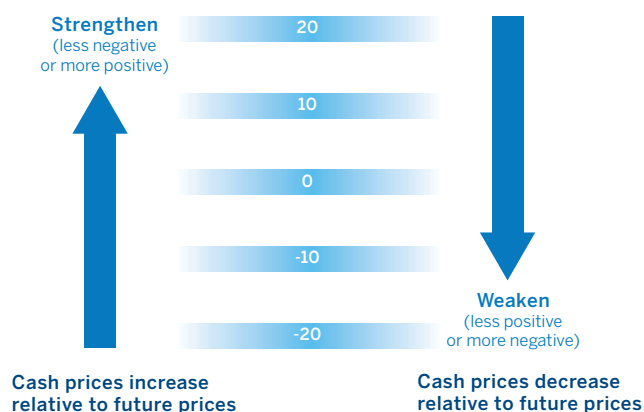 Strengthen
(less negative
or more positive)
20
10
0
-10
-20
Weaken
(less positive
or more negative)
Cash prices increase
relative to future prices
Cash prices decrease
relative to future prices